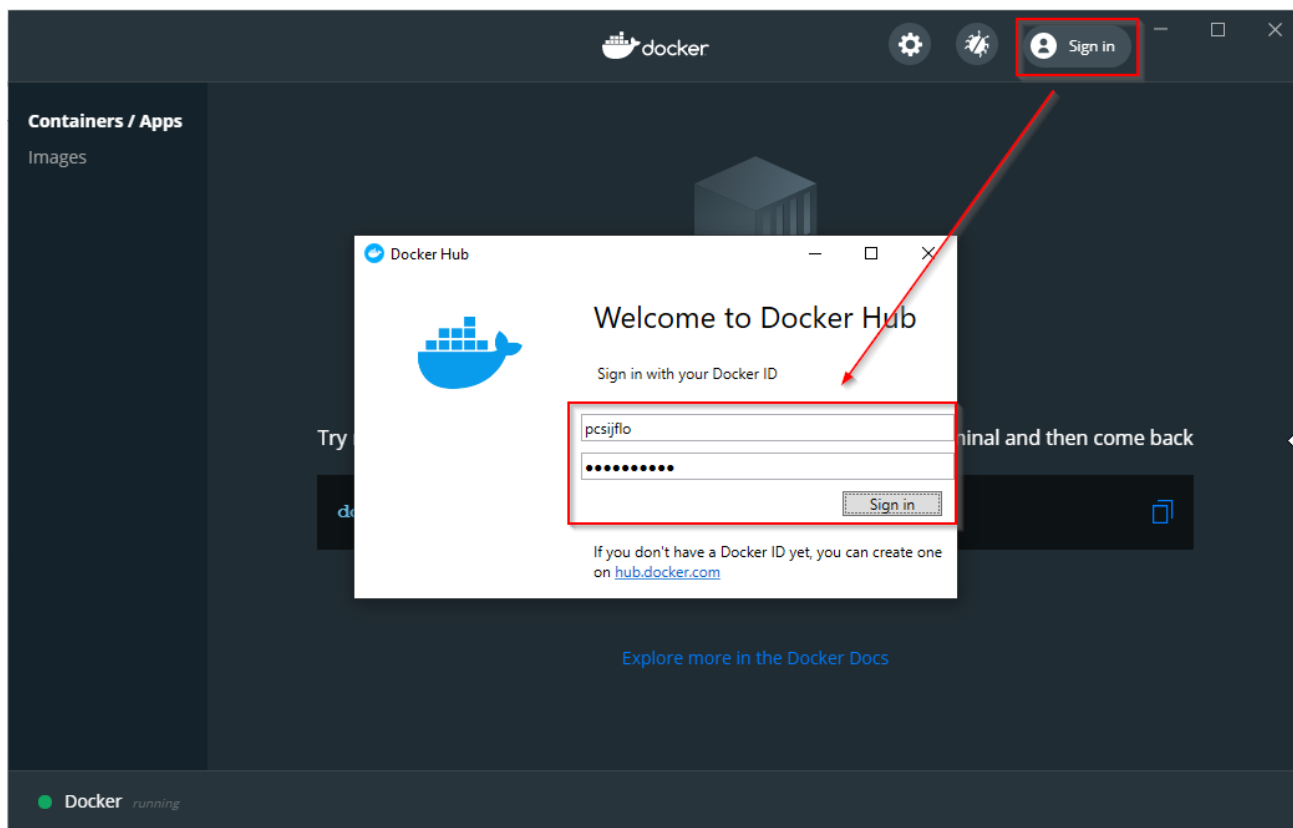 docker
Sign in
Containers / Apps
Images
Docker Hub
Welcome to Docker Hub
Sign in with your Docker ID
pcsijflo
••••••••••
Sign in
If you don't have a Docker ID yet, you can create one
on hub.docker.com
Try
and then come back
Explore more in the Docker Docs
Docker running